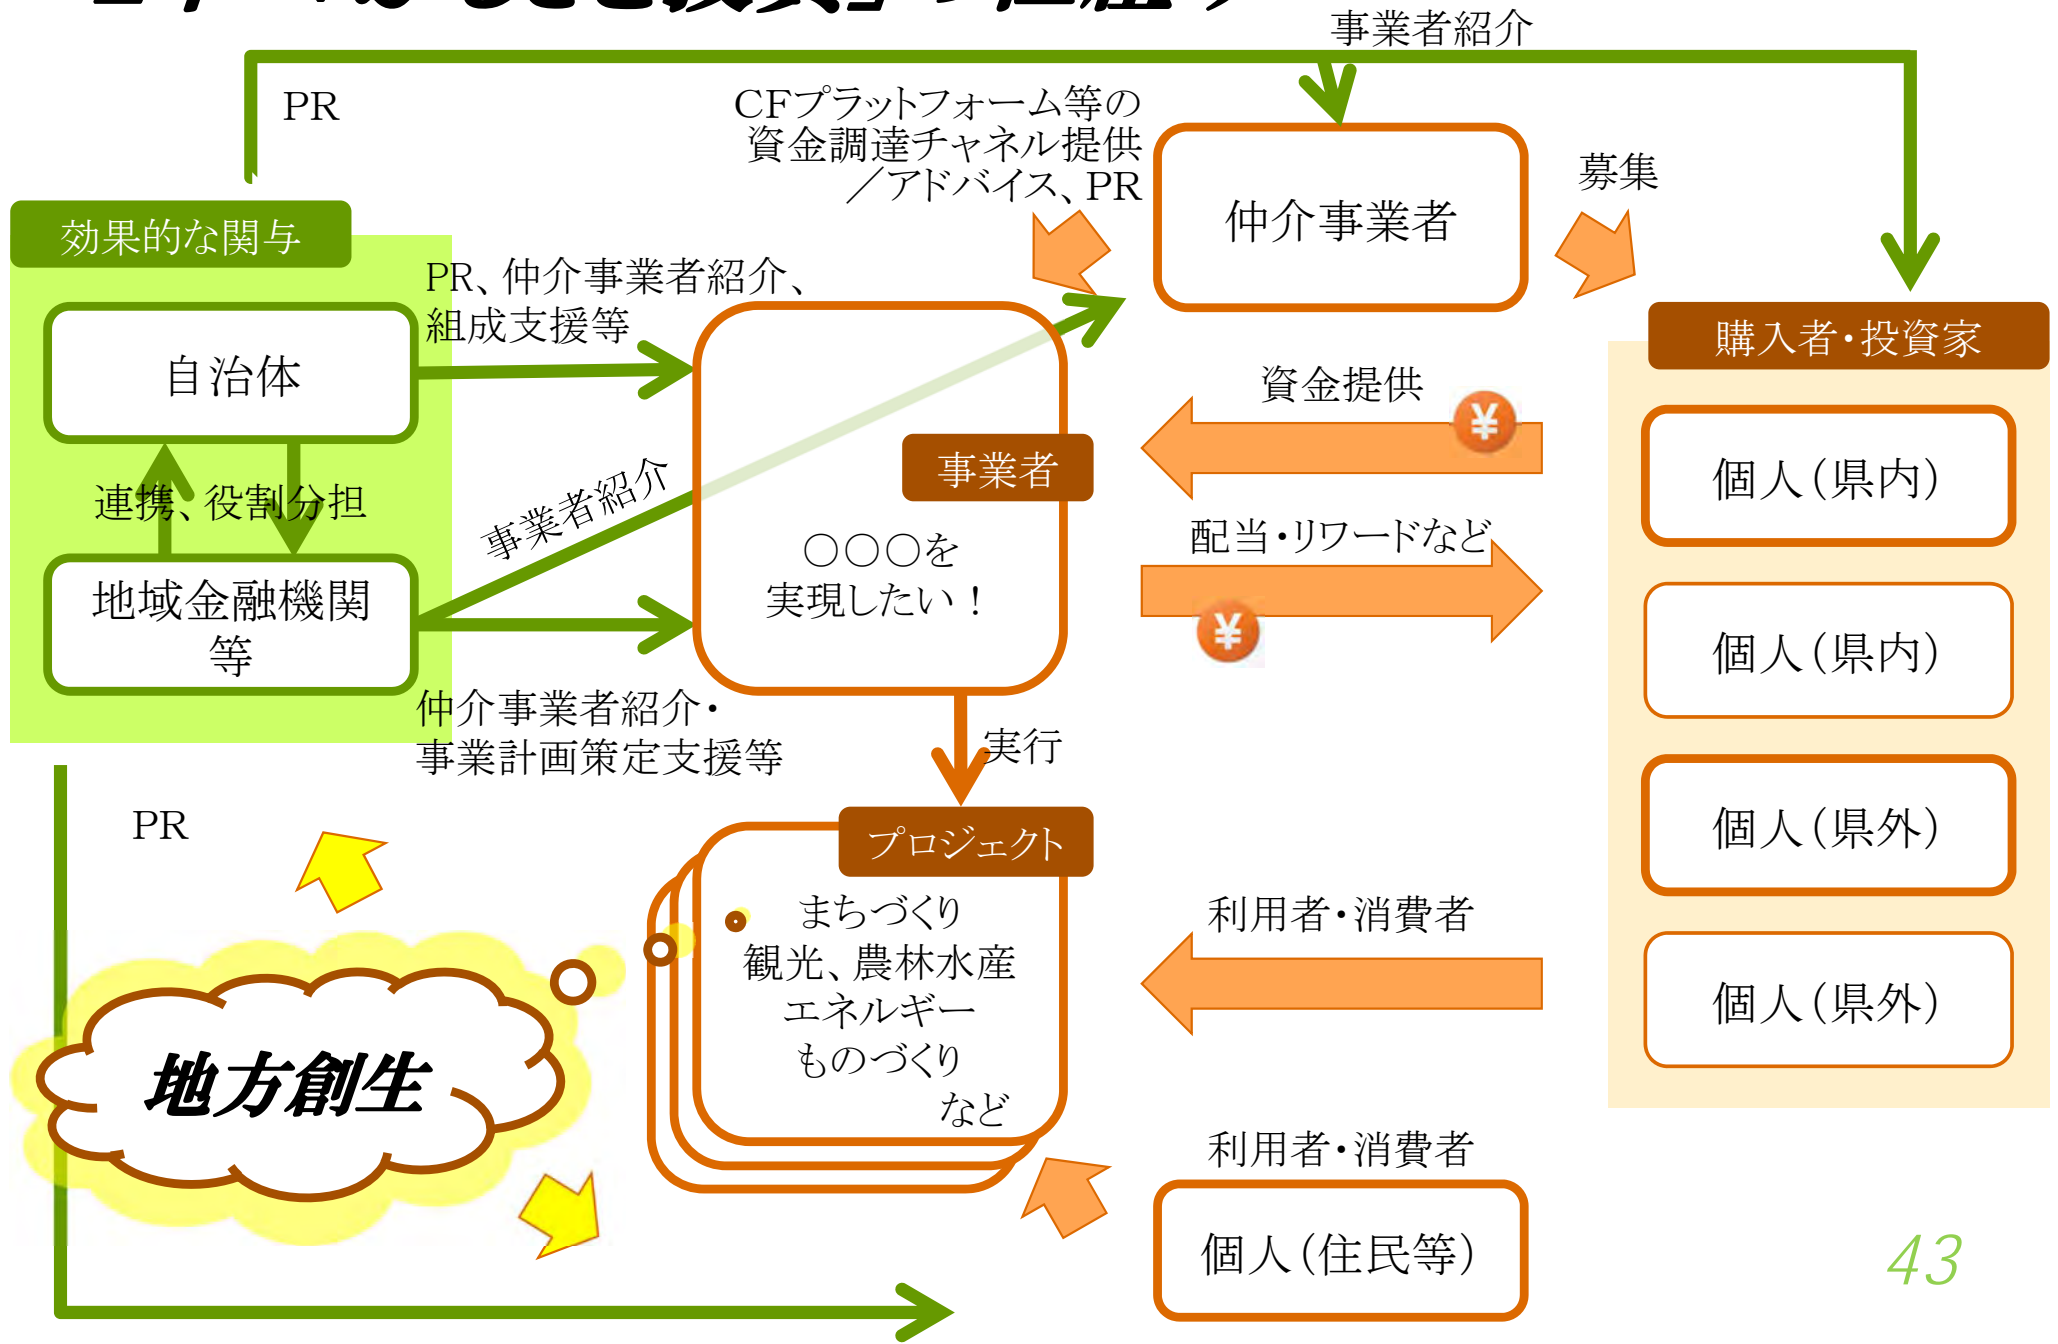 事業者紹介
PR
CFプラットフォーム等の
資金調達チャネル提供
／アドバイス、PR
仲介事業者
募集
効果的な関与
PR、仲介事業者紹介、
組成支援等
自治体
連携、役割分担
地域金融機関
等
事業者紹介
仲介事業者紹介・
事業計画策定支援等
事業者
○○○を
実現したい！
資金提供
¥
配当・リワードなど
¥
購入者・投資家
個人（県内）
個人（県内）
個人（県外）
個人（県外）
実行
PR
プロジェクト
まちづくり
観光、農林水産
エネルギー
ものづくり
など
利用者・消費者
地方創生
利用者・消費者
個人（住民等）
43